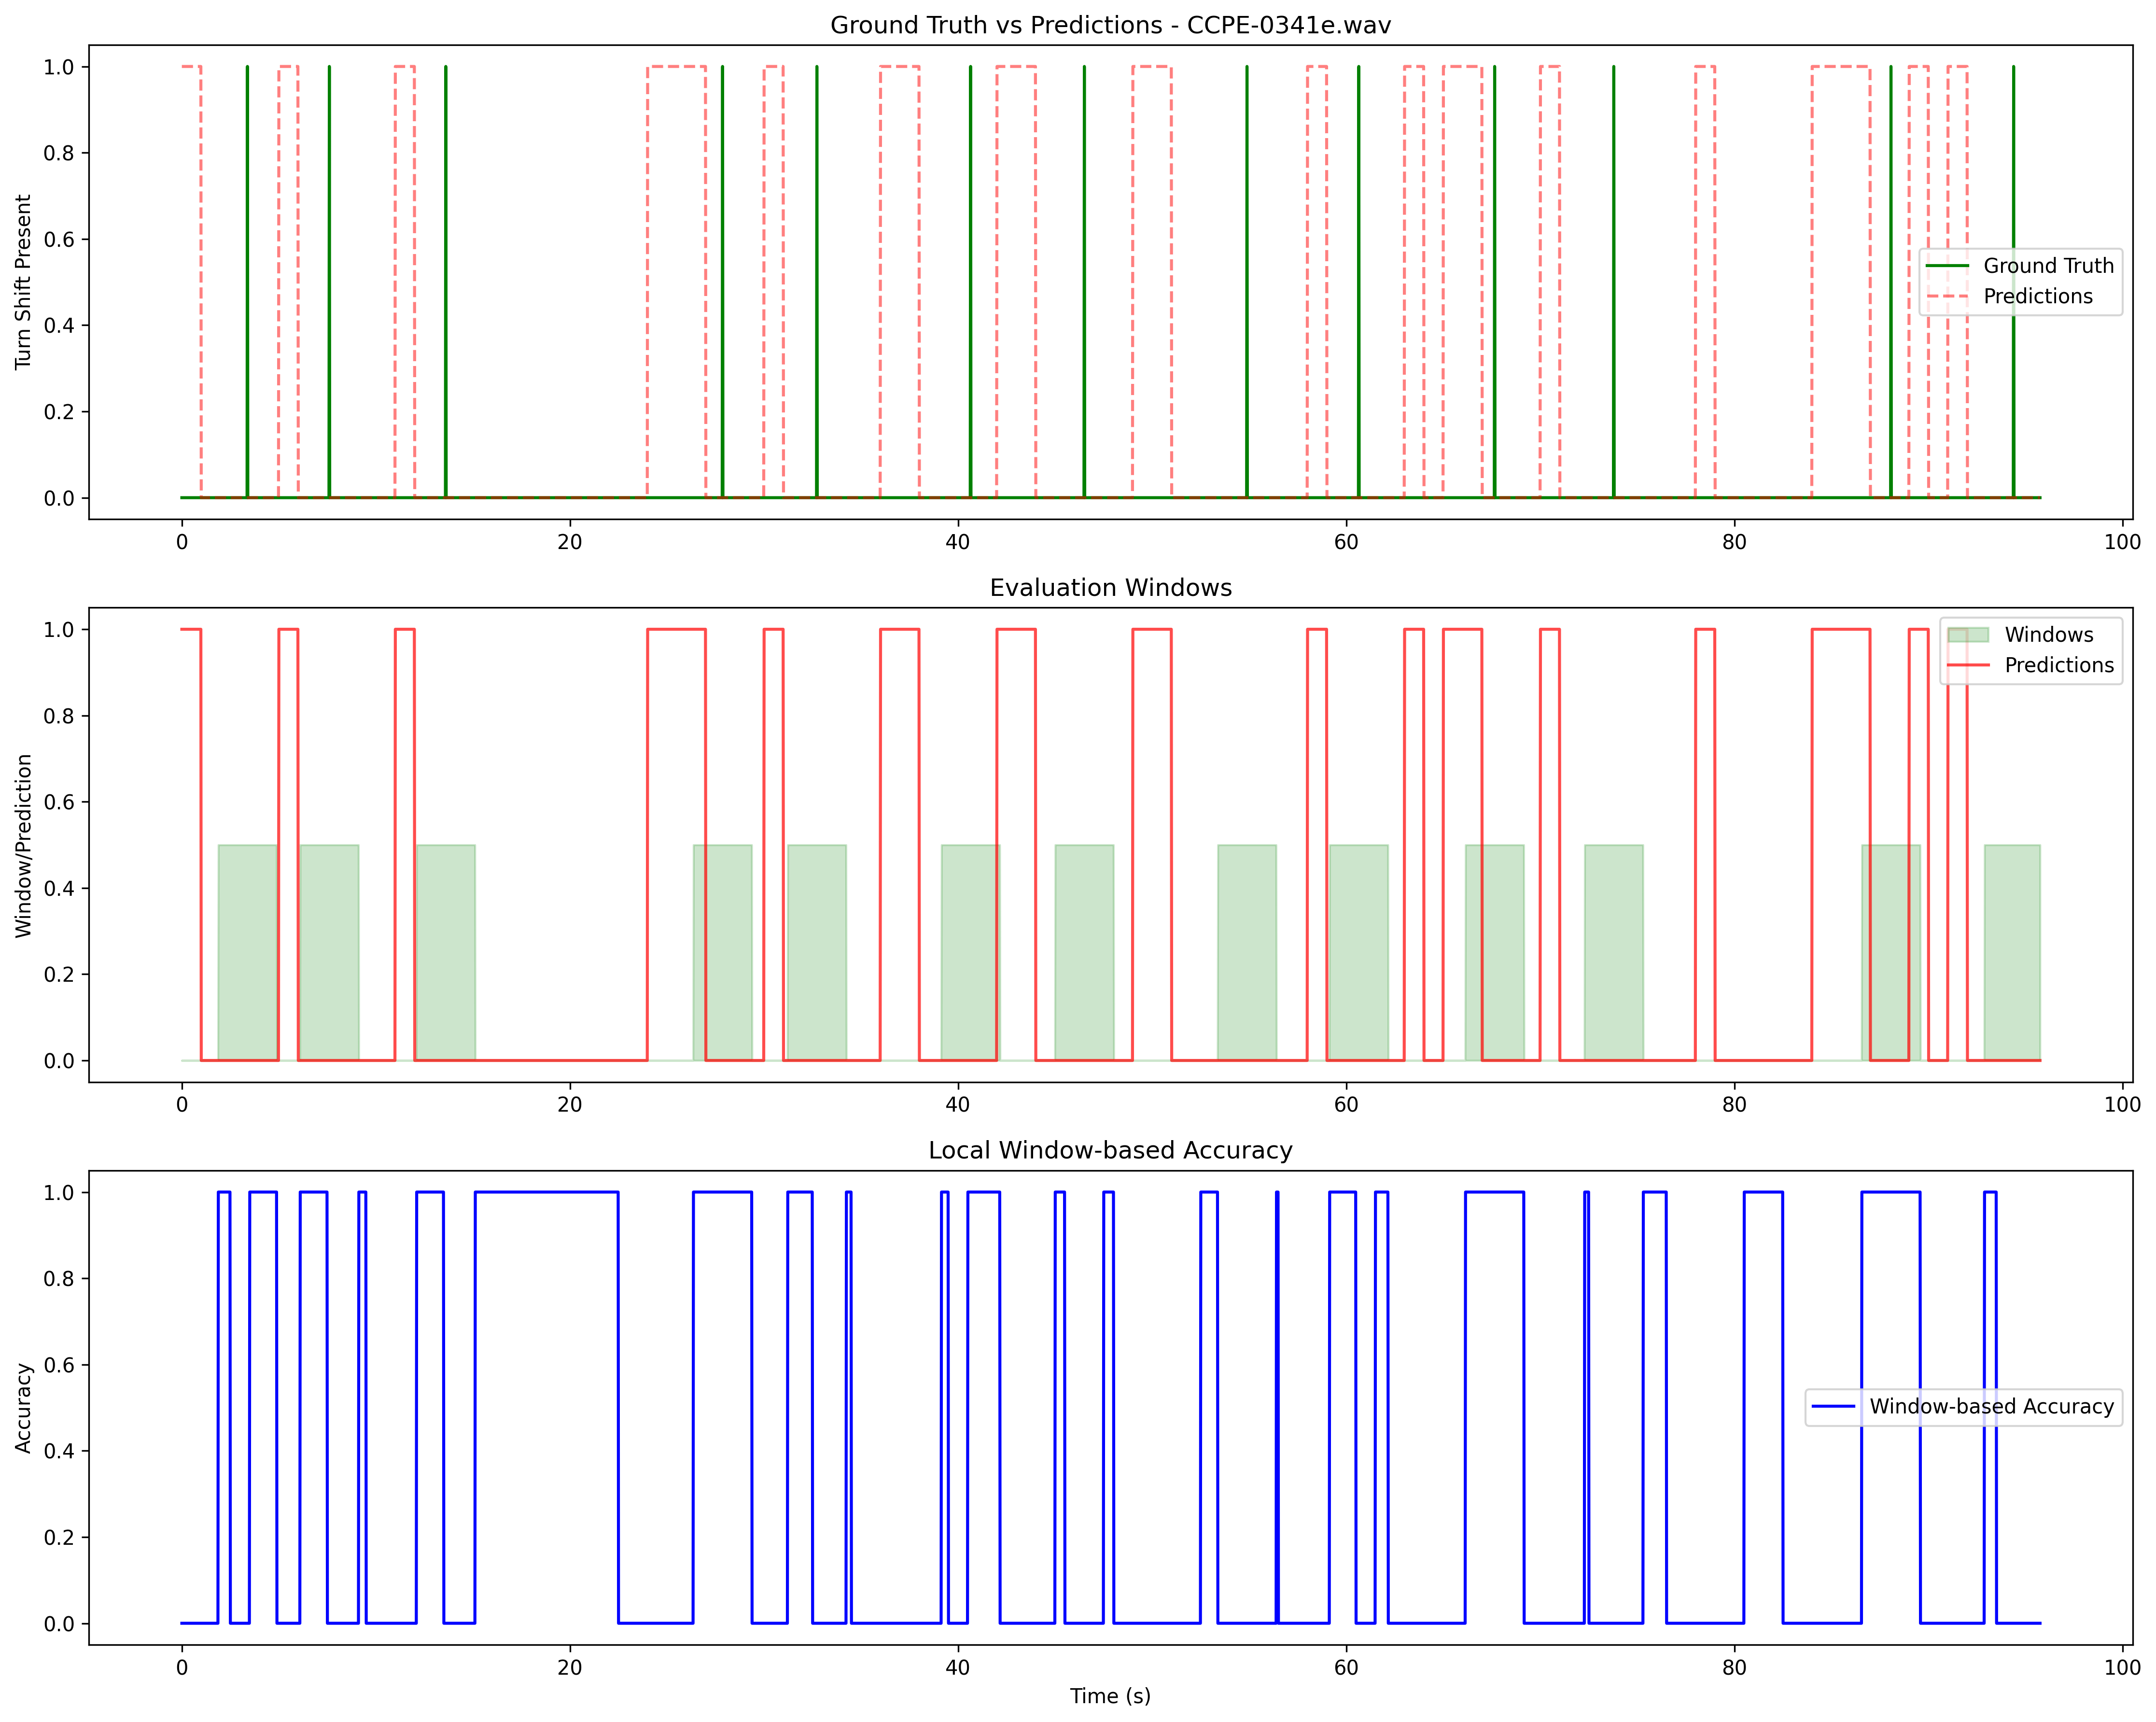 Ground Truth vs Predictions - CCPE-0341e.wav
Turn Shift Present
1.0
0.8
0.6
0.4
0.2
0.0
Ground Truth
Predictions
0 20 40 60 80 100
Evaluation Windows
Window/Prediction
1.0
0.8
0.6
0.4
0.2
0.0
Windows
Predictions
0 20 40 60 80 100
Local Window-based Accuracy
Accuracy
1.0
0.8
0.6
0.4
0.2
0.0
Window-based Accuracy
0 20 40 60 80 100
Time (s)